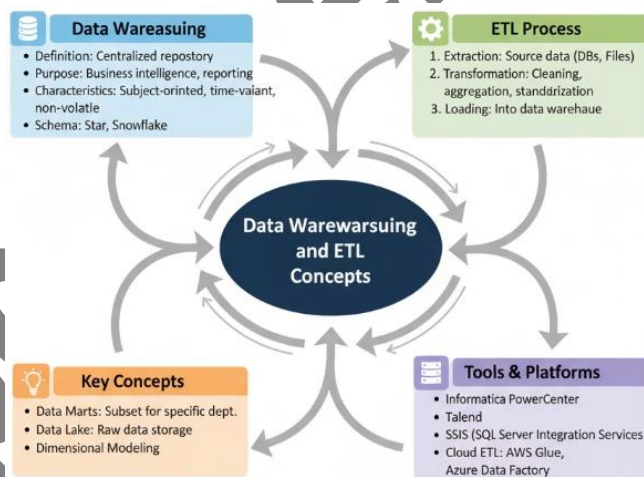 Data Wareasuing
• Definition: Centralized repostory
• Purpose: Business intelligence, reporting
• Characteristics: Subject-orinted, time-vaiant,
non-volatle
• Schema: Star, Snowflake
ETL Process
1. Extraction: Source data (DBs, Files)
2. Transformation: Cleaning,
aggregation, standdrization
3. Loading: Into data warehaue
Data Warewarsuing
and ETL
Concepts
Key Concepts
• Data Marts: Subset for specific dept.
• Data Lake: Raw data storage
• Dimensional Modeling
Tools & Platforms
• Informatica PowerCenter
• Talend
• SSIS (SQL Server Integration Services
• Cloud ETL: AWS Glue,
Azure Data Factory